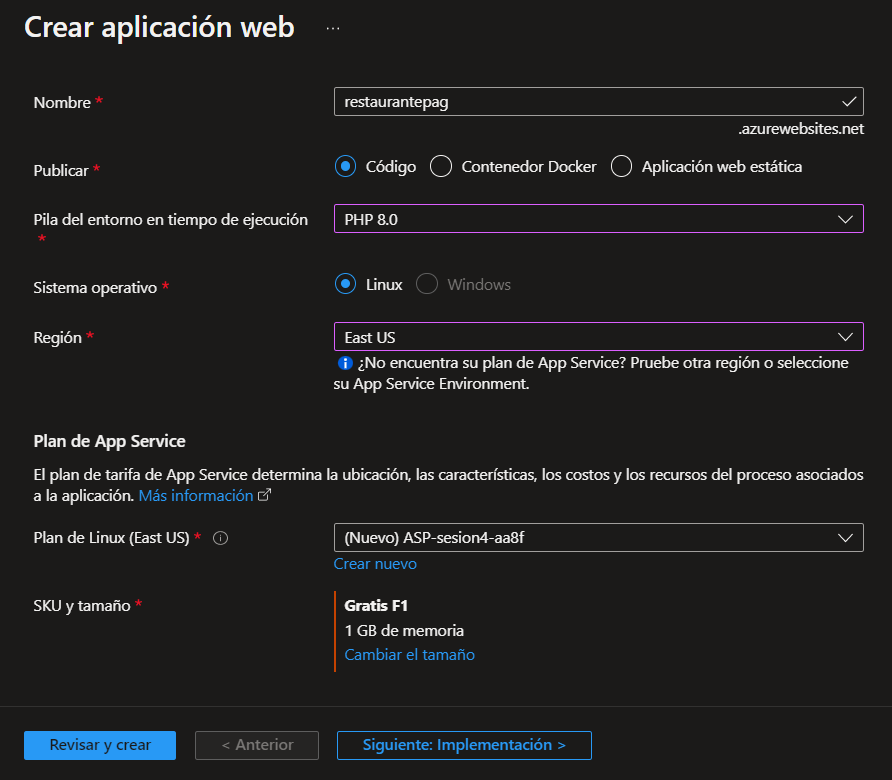 Crear aplicación web ...
Nombre *
restaurantepag
.azurewebsites.net
Publicar *
Código
Contenedor Docker
Aplicación web estática
Pila del entorno en tiempo de ejecución
*
PHP 8.0
Sistema operativo *
Linux
Windows
Región *
East US
¿No encuentra su plan de App Service? Pruebe otra región o seleccione
su App Service Environment.
Plan de App Service
El plan de tarifa de App Service determina la ubicación, las características, los costos y los recursos del proceso asociados
a la aplicación. Más información
Plan de Linux (East US) *
(Nuevo) ASP-sesion4-aa8f
Crear nuevo
SKU y tamaño *
Gratis F1
1 GB de memoria
Cambiar el tamaño
Revisar y crear
< Anterior
Siguiente: Implementación >